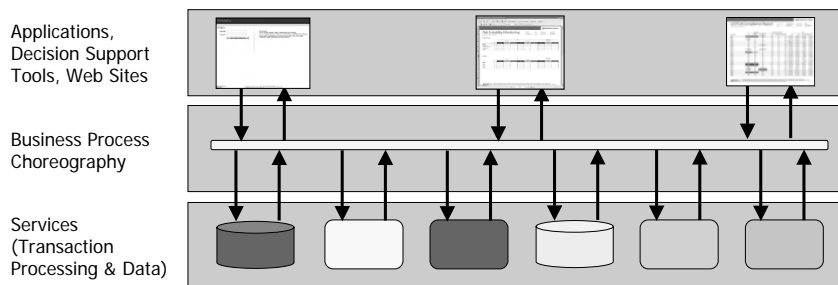 Applications,
Decision Support
Tools, Web Sites
Business Process
Choreography
Services
(Transaction
Processing & Data)